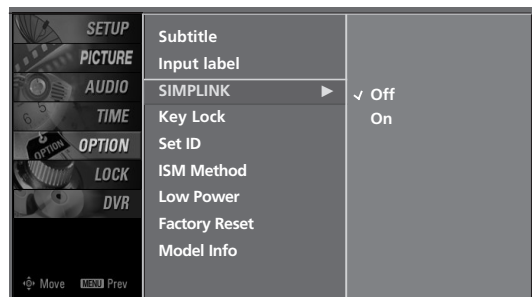 SETUP
PICTURE
AUDIO
TIME
OPTION
LOCK
DVR
Move MENU Prev
Subtitle
Input label
SIMPLINK ▶
Key Lock
Set ID
ISM Method
Low Power
Factory Reset
Model Info
✓ Off
On